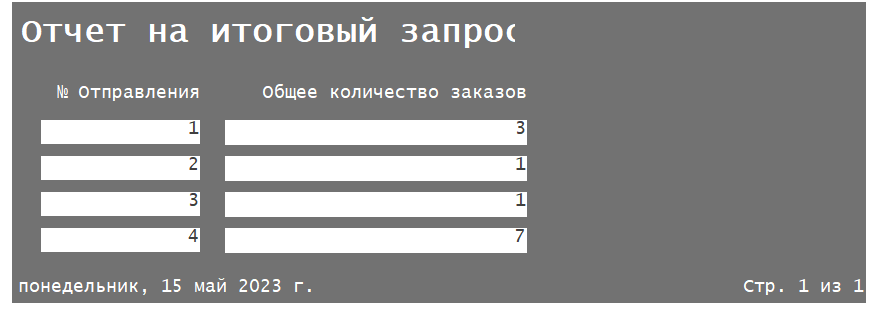 Отчет на итоговый запрос
№ Отправления Общее количество заказов
1 3
2 1
3 1
4 7
понедельник, 15 май 2023 г. Стр. 1 из 1